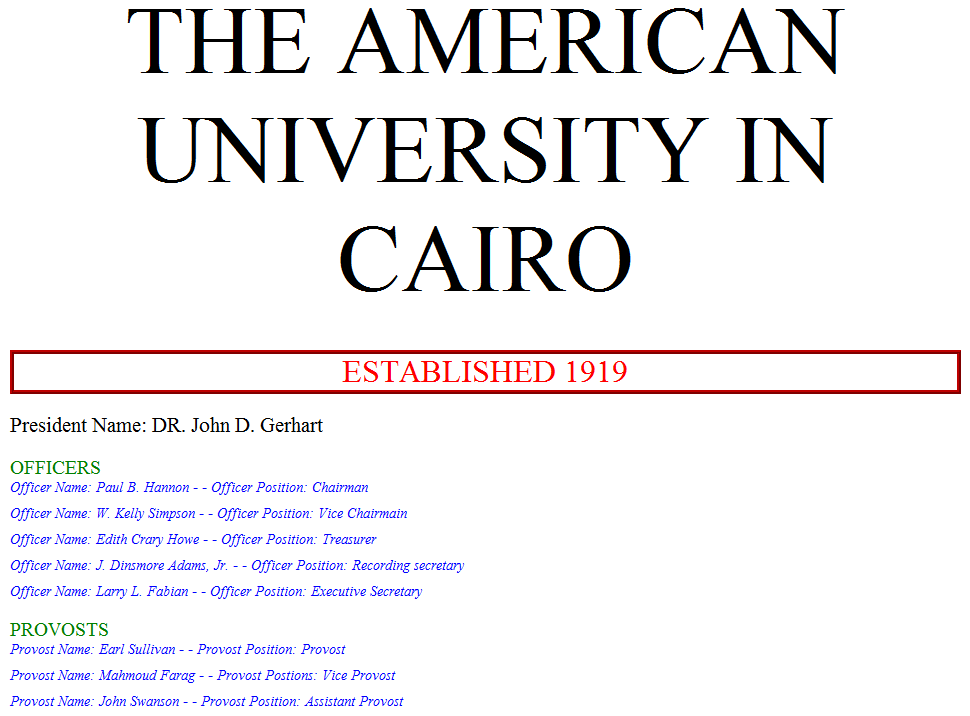 THE AMERICAN
UNIVERSITY IN
CAIRO
ESTABLISHED 1919
President Name: DR. John D. Gerhart
OFFICERS
Officer Name: Paul B. Hannon - - Officer Position: Chairman
Officer Name: W. Kelly Simpson - - Officer Position: Vice Chairmain
Officer Name: Edith Crary Howe - - Officer Position: Treasurer
Officer Name: J. Dinsmore Adams, Jr. - - Officer Position: Recording secretary
Officer Name: Larry L. Fabian - - Officer Position: Executive Secretary
PROVOSTS
Provost Name: Earl Sullivan - - Provost Position: Provost
Provost Name: Mahmoud Farag - - Provost Postions: Vice Provost
Provost Name: John Swanson - - Provost Position: Assistant Provost